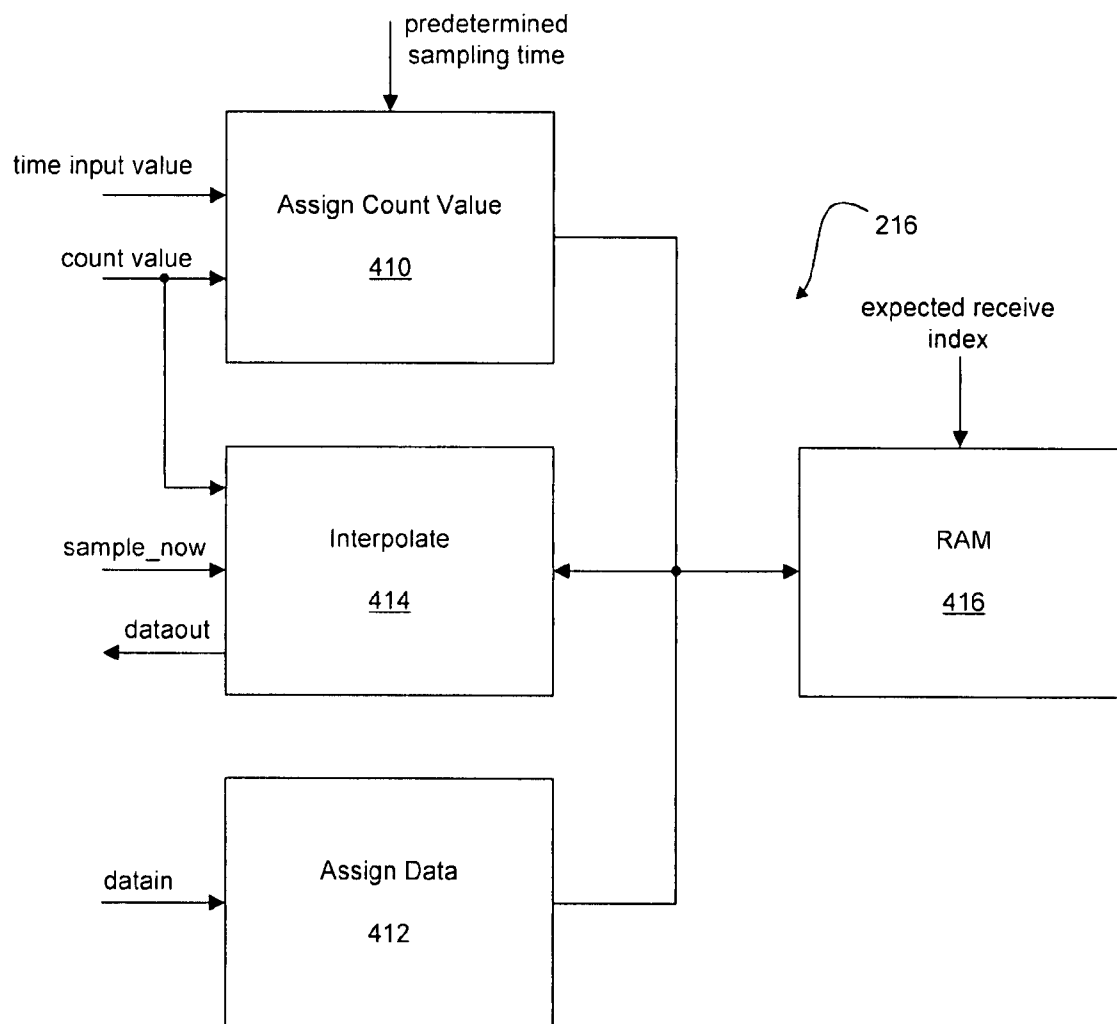 predetermined
sampling time
time input value
Assign Count Value
count value
410
216
expected receive
index
Interpolate
RAM
sample_now
414
416
dataout
Assign Data
datain
412